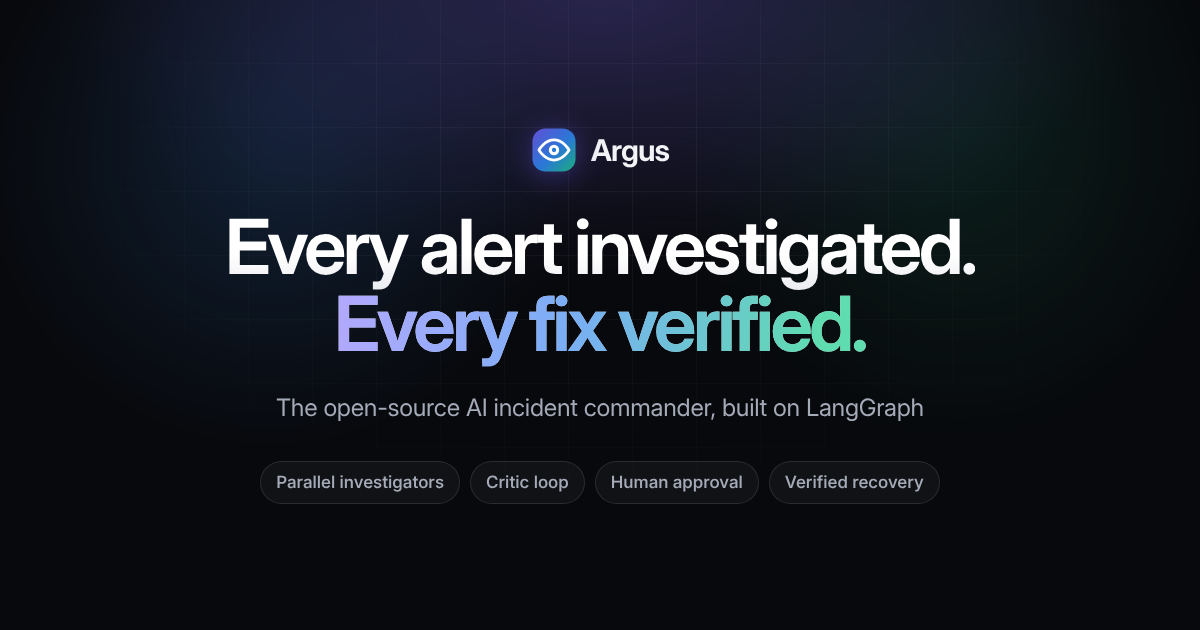 Argus
Every alert investigated.
Every fix verified.
The open-source AI incident commander, built on LangGraph
Parallel investigators
Critic loop
Human approval
Verified recovery